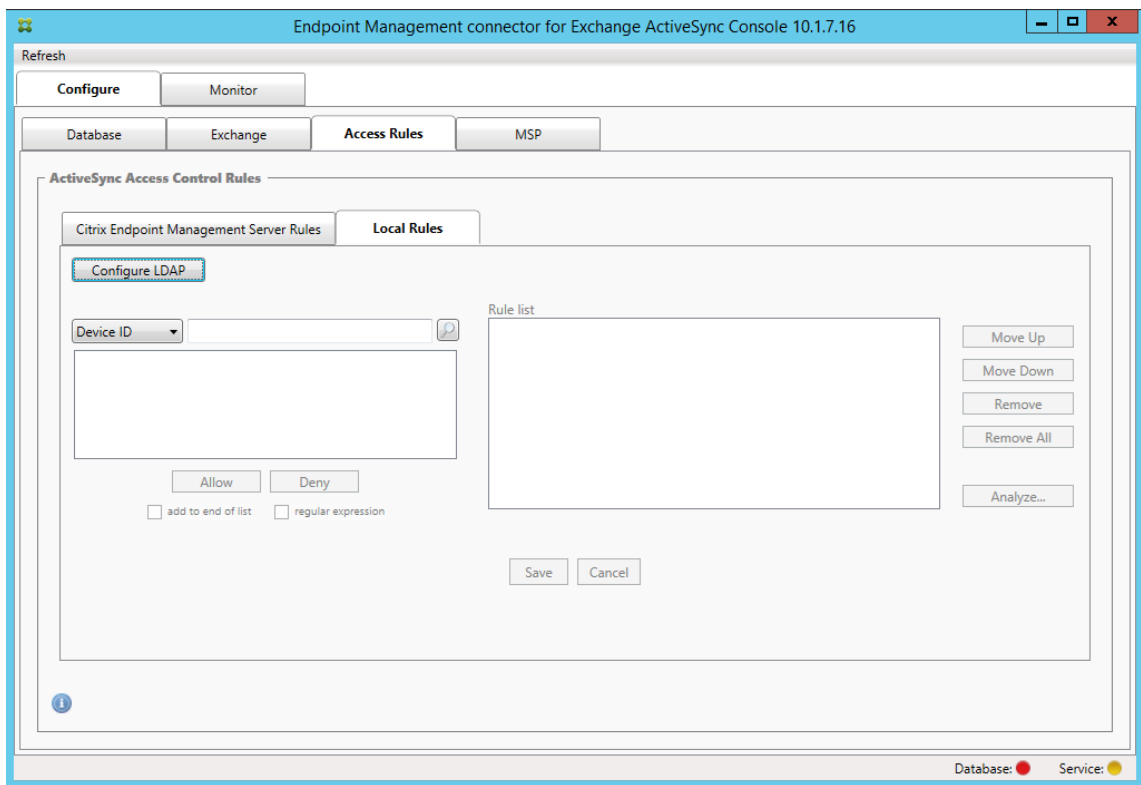 Endpoint Management connector for Exchange ActiveSync Console 10.1.7.16
Refresh
Configure Monitor
Database Exchange Access Rules MSP
ActiveSync Access Control Rules
Citrix Endpoint Management Server Rules Local Rules
Configure LDAP
Rule list
Device ID
Move Up
Move Down
Remove
Remove All
Allow Deny
Analyze...
add to end of list regular expression
Save Cancel
Database: Service: